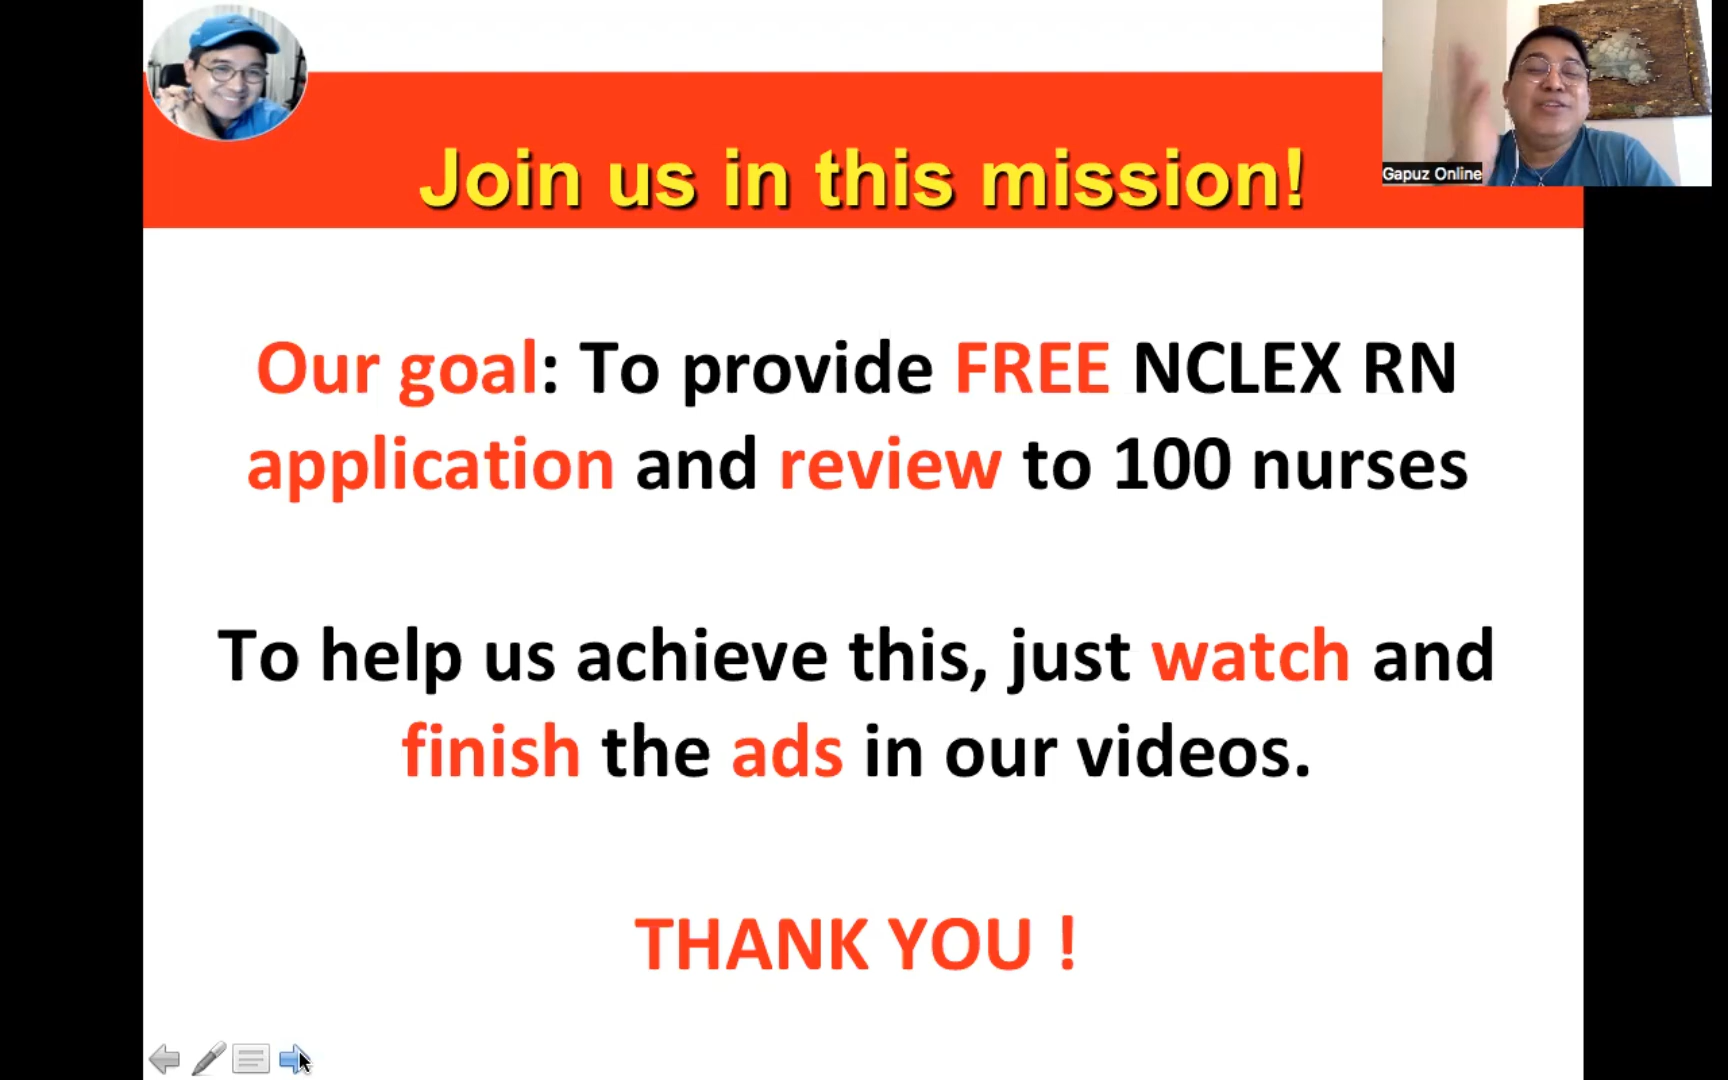 Join us in this mission!
Gapuz Online
Our goal: To provide FREE NCLEX RN
application and review to 100 nurses
To help us achieve this, just watch and
finish the ads in our videos.
THANK YOU !